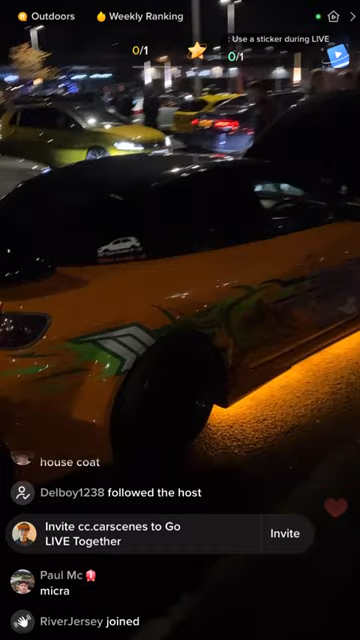 Outdoors
Weekly Ranking
: Use a sticker during LIVE
0/1
0/1
house coat
Delboy1238 followed the host
Invite cc.carscenes to Go
LIVE Together
Invite
Paul Mc
micra
RiverJersey joined